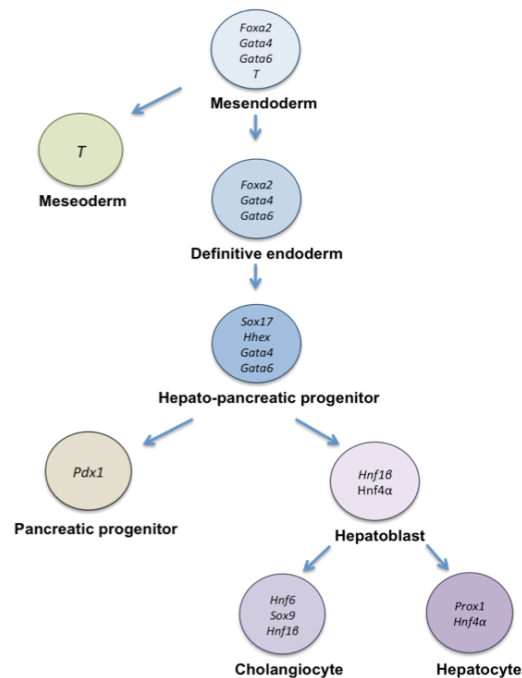 Foxa2
Gata4
Gata6
T
Mesendoderm
T
Meseoderm
Foxa2
Gata4
Gata6
Definitive endoderm
Sox17
Hhex
Gata4
Gata6
Hepato-pancreatic progenitor
Pdx1
Pancreatic progenitor
Hnf1β
Hnf4α
Hepatoblast
Hnf6
Sox9
Hnf1β
Cholangiocyte
Prox1
Hnf4α
Hepatocyte